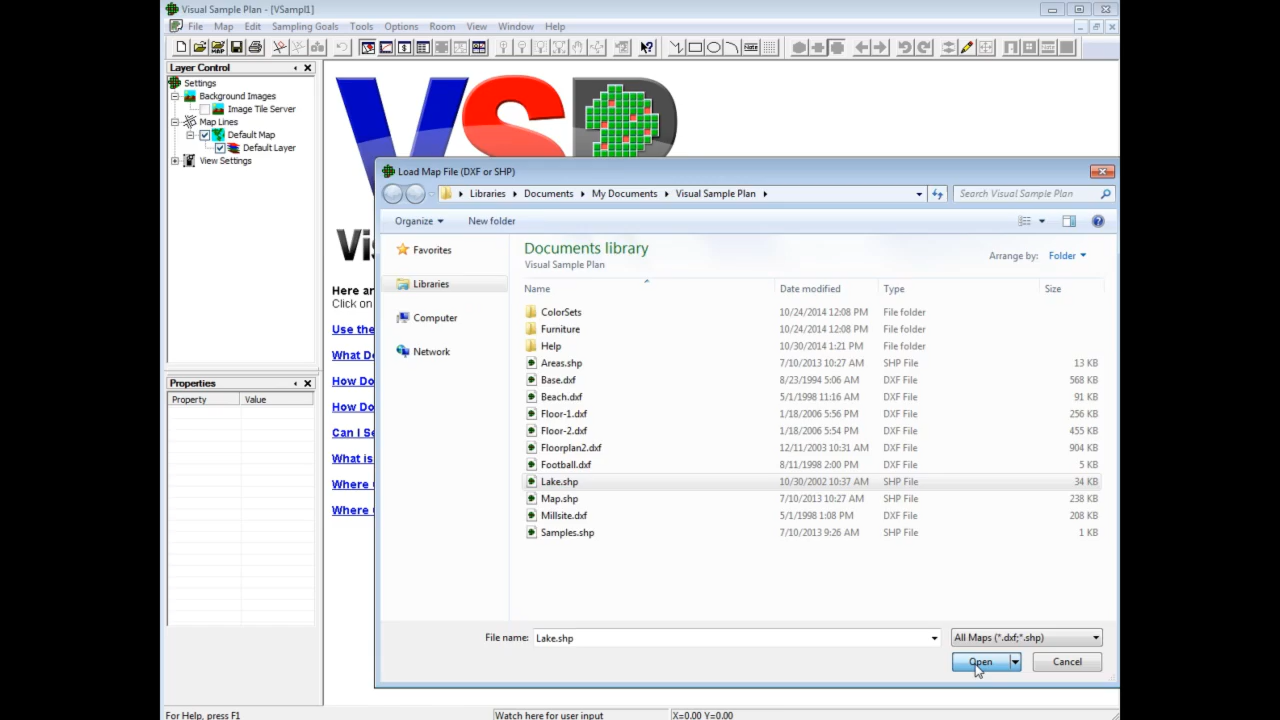 Visual Sample Plan - [VSampl1]
File Map Edit Sampling Goals Tools Options Room View Window Help
Layer Control
Settings
Background Images
Image Tile Server
Map Lines
Default Map
Default Layer
View Settings
Properties
Property Value
VSP
Vis
Here ar
Click on
Use the
What Do
How Do
How Do
Can I Se
What is
Where
Where
Load Map File (DXF or SHP)
Libraries Documents My Documents Visual Sample Plan
Search Visual Sample Plan
Organize New folder
Favorites
Libraries
Computer
Network
Documents library
Visual Sample Plan
Arrange by: Folder
Name Date modified Type Size
ColorSets 10/24/2014 12:08 PM File folder
Furniture 10/24/2014 12:08 PM File folder
Help 10/30/2014 1:21 PM File folder
Areas.shp 7/10/2013 10:27 AM SHP File 13 KB
Base.dxf 8/23/1994 5:06 AM DXF File 568 KB
Beach.dxf 5/1/1998 11:16 AM DXF File 91 KB
Floor-1.dxf 1/18/2006 5:56 PM DXF File 256 KB
Floor-2.dxf 1/18/2006 5:54 PM DXF File 455 KB
Floorplan2.dxf 12/11/2003 10:31 AM DXF File 904 KB
Football.dxf 8/11/1998 2:00 PM DXF File 5 KB
Lake.shp 10/30/2002 10:37 AM SHP File 34 KB
Map.shp 7/10/2013 10:27 AM SHP File 238 KB
Millsite.dxf 5/1/1998 1:08 PM DXF File 208 KB
Samples.shp 7/10/2013 9:26 AM SHP File 1 KB
File name: Lake.shp
All Maps (*.dxf;*.shp)
Open Cancel
For Help, press F1
Watch here for user input
X=0.00 Y=0.00